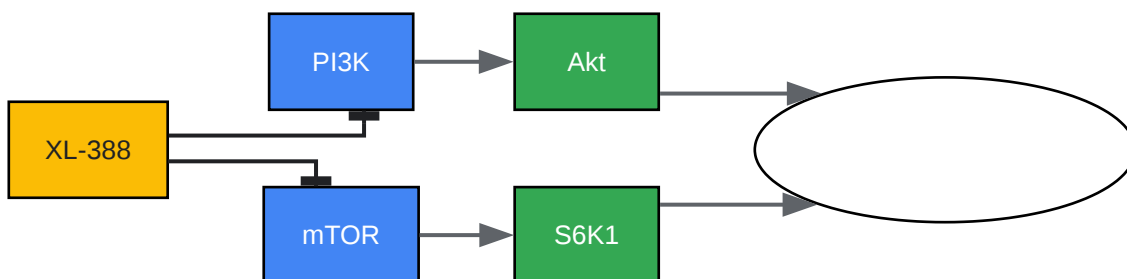 PI3K
Akt
XL-388
mTOR
S6K1